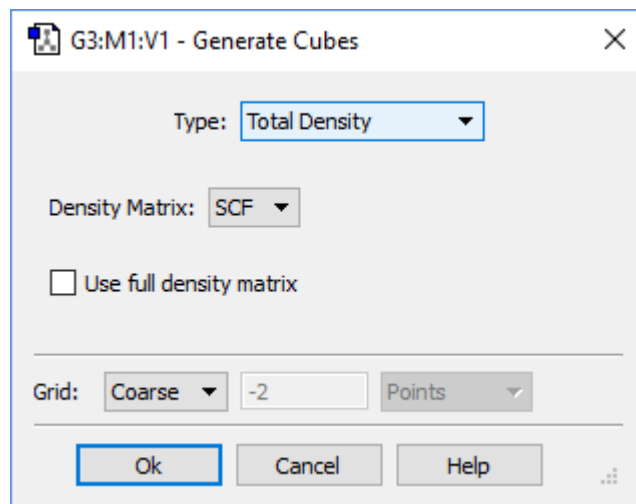 G3:M1:V1 - Generate Cubes
Type: Total Density
Density Matrix: SCF
Use full density matrix
Grid: Coarse -2 Points
Ok Cancel Help